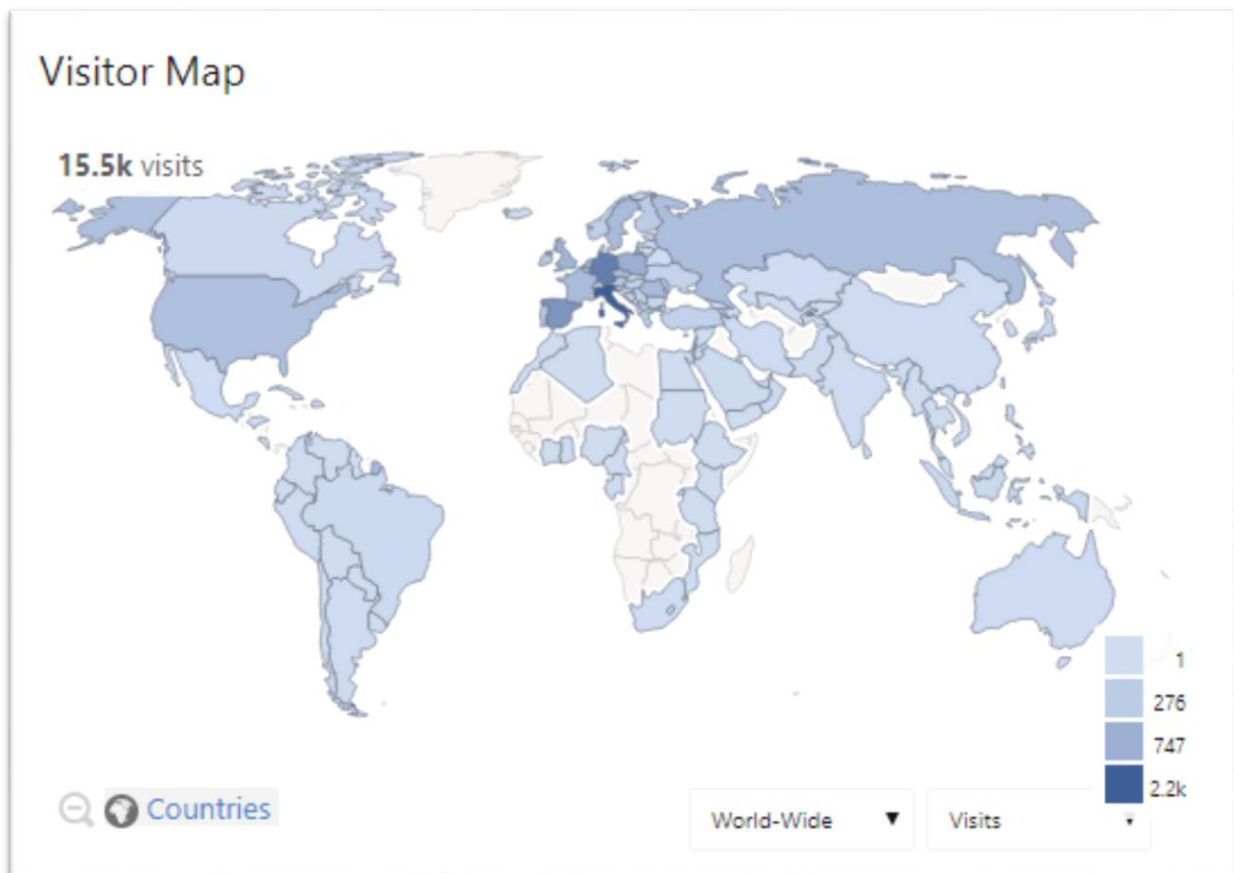 Visitor Map
15.5k visits
1
276
747
2.2k
Countries
World-Wide
Visits